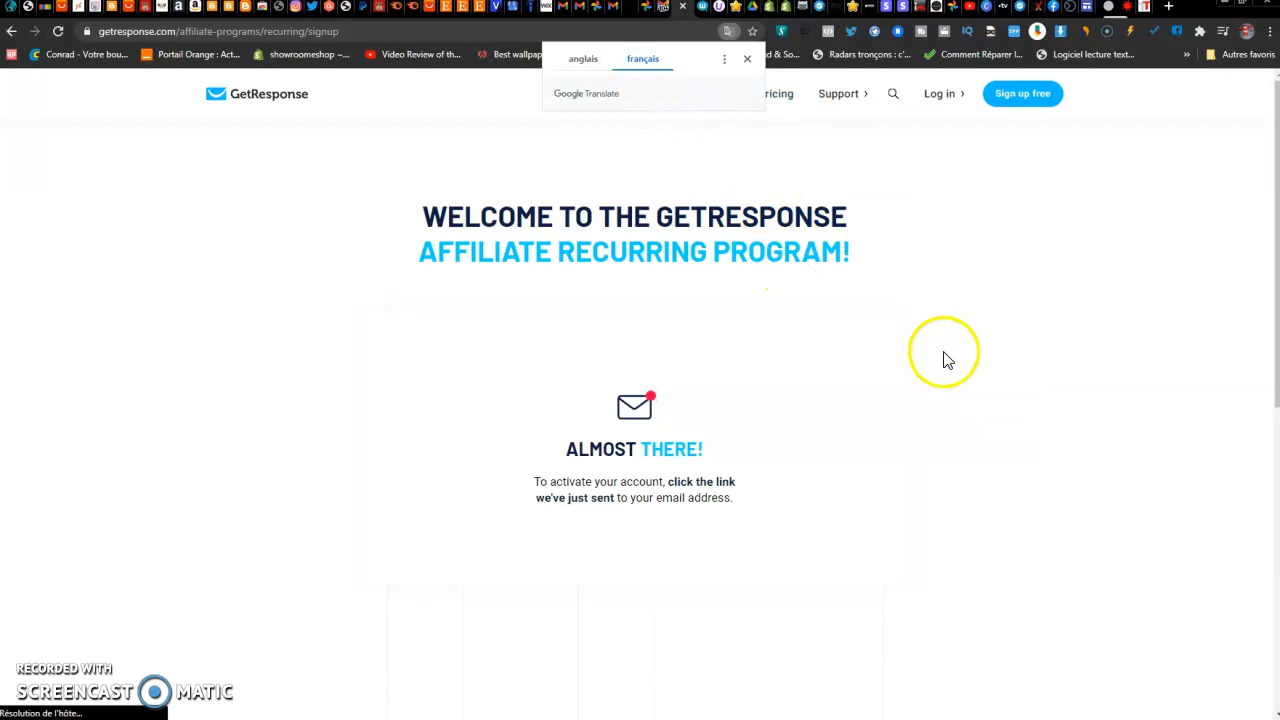 getresponse.com/affiliate-programs/recurring/signup
Conrad - Votre bou...
Portail Orange : Act...
showroomshop ~...
Video Review of the...
Best wallpap
Radars tronçons : c'...
Comment Réparer l...
Logiciel lecture text...
»
Autres favoris
anglais
français
Google Translate
GetResponse
ricing
Support
Log in
Sign up free
WELCOME TO THE GETRESPONSE
AFFILIATE RECURRING PROGRAM!
ALMOST THERE!
To activate your account, click the link
we've just sent to your email address.
RECORDED WITH
SCREENCAST MATIC
Résolution de l'hôte...